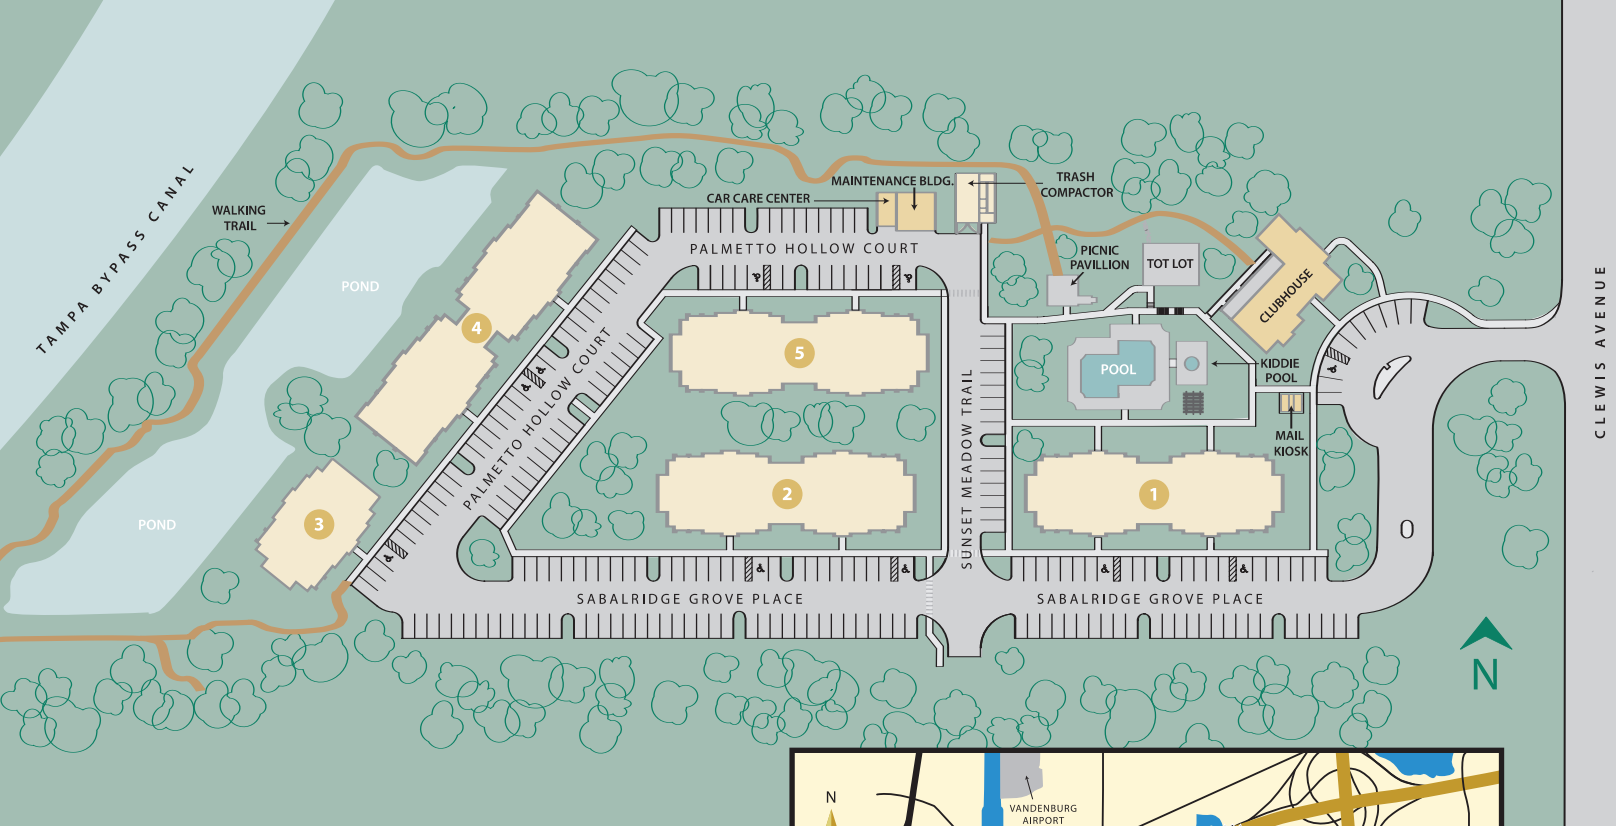 TAMPA BYPASS CANAL
WALKING
TRAIL
POND
POND
CAR CARE CENTER
MAINTENANCE BLDG.
TRASH
COMPACTOR
PALMETTO HOLLOW COURT
PICNIC
PAVILLION
TOT LOT
CLUBHOUSE
CLEWIS AVENUE
4
5
3
2
1
PALMETTO HOLLOW COURT
SUNSET MEADOW TRAIL
POOL
KIDDIE
POOL
MAIL
KIOSK
SABALRIDGE GROVE PLACE
SABALRIDGE GROVE PLACE
N
N
VANDENBURG
AIRPORT